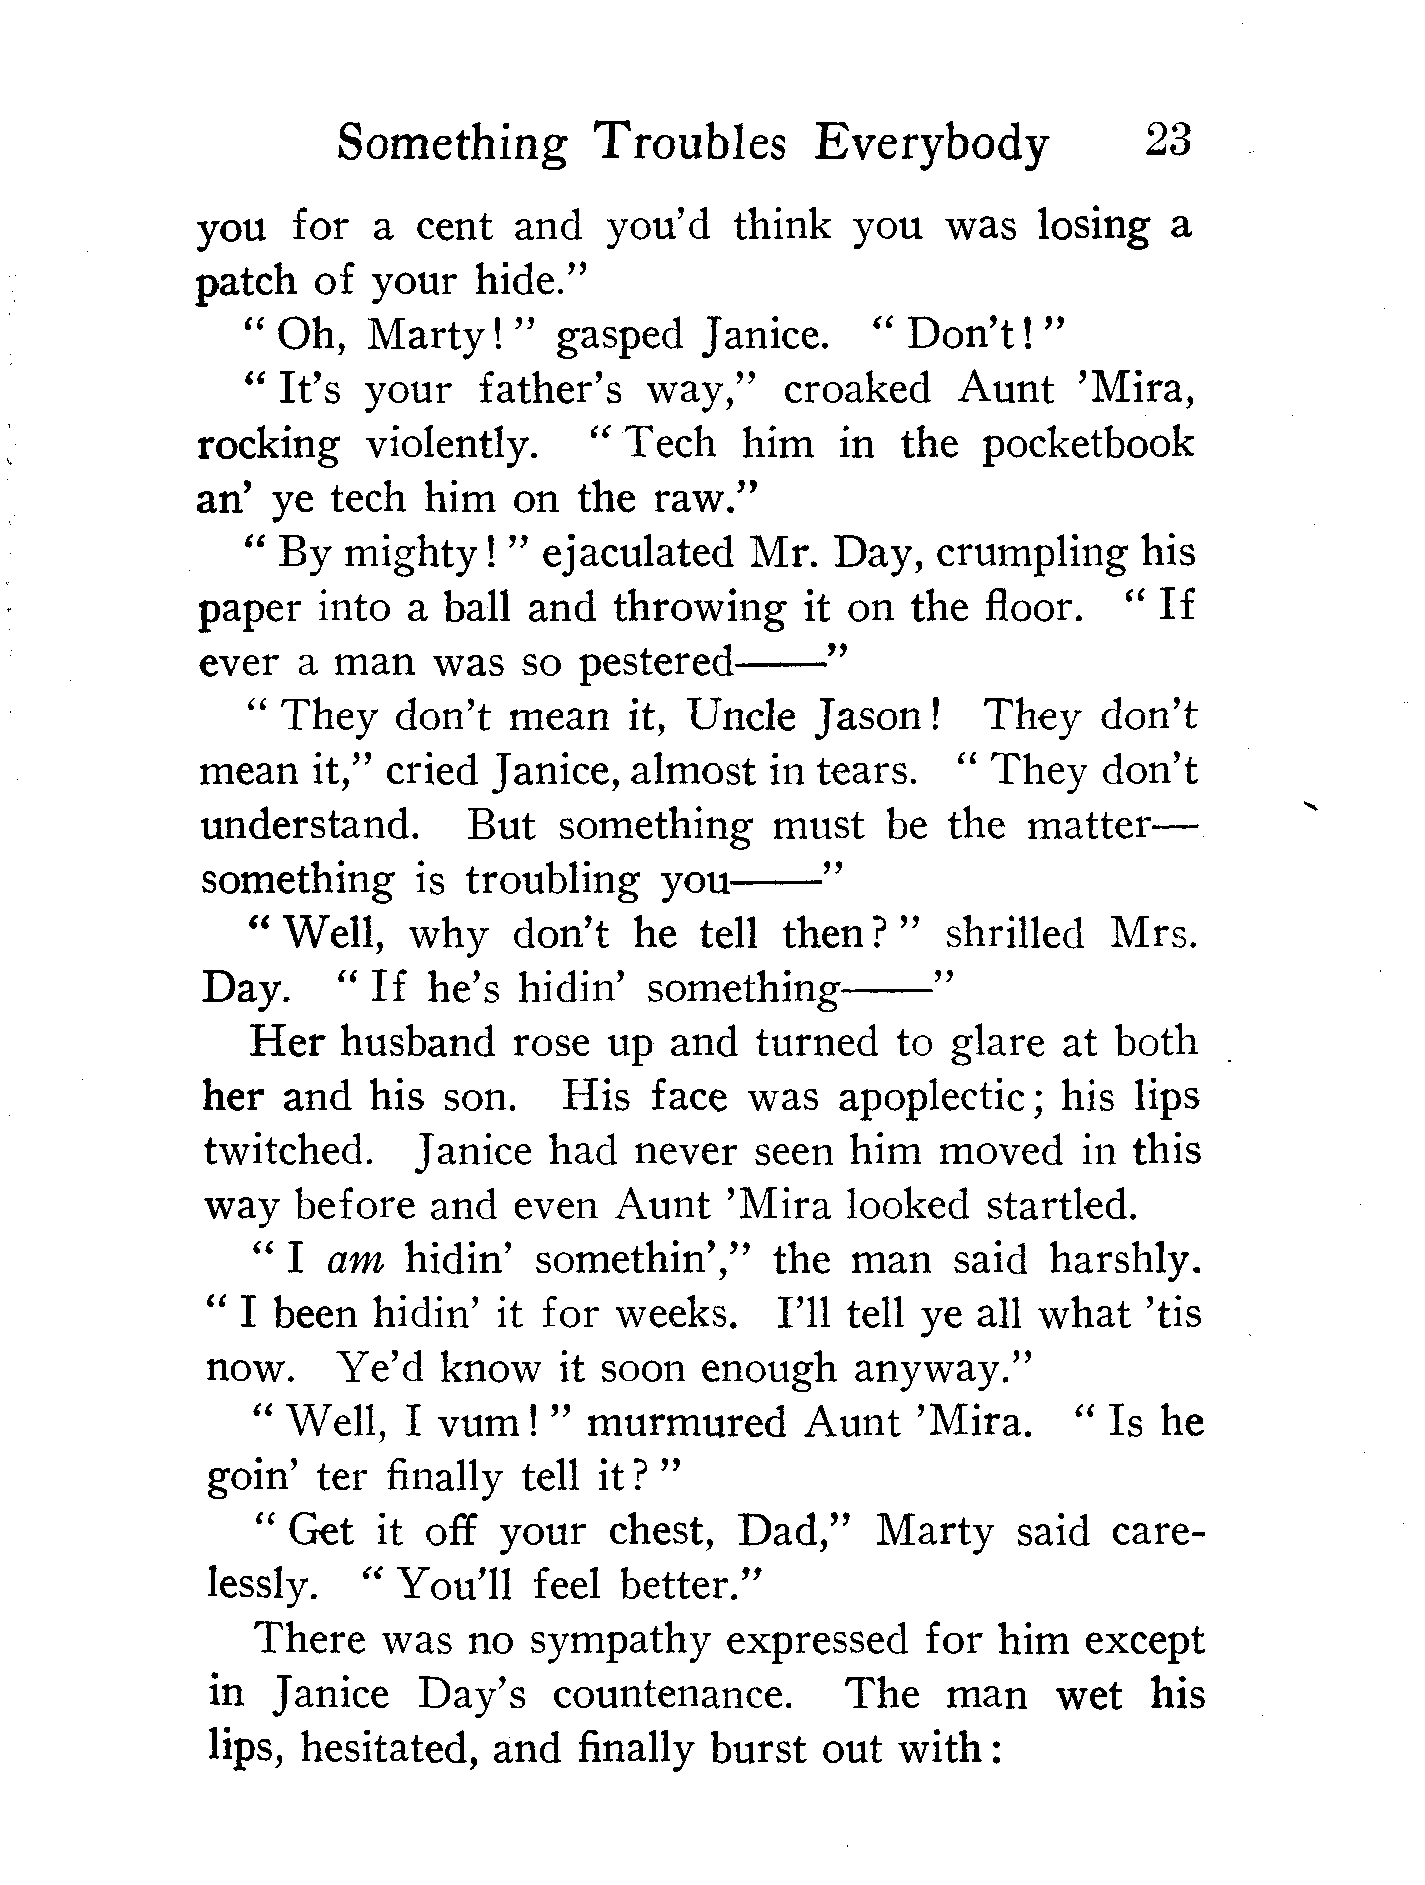 Something Troubles Everybody 23
you for a cent and you'd think you was losing a
patch of your hide."
" Oh, Marty! " gasped Janice. " Don't! "
" It's your father's way," croaked Aunt 'Mira,
rocking violently. " Tech him in the pocketbook
an' ye tech him on the raw."
" By mighty! " ejaculated Mr. Day, crumpling his
paper into a ball and throwing it on the floor. " If
ever a man was so pestered——"
" They don't mean it, Uncle Jason! They don't
mean it," cried Janice, almost in tears. " They don't
understand. But something must be the matter—
something is troubling you——"
" Well, why don't he tell then? " shrilled Mrs.
Day. " If he's hidin' something——"
Her husband rose up and turned to glare at both
her and his son. His face was apoplectic; his lips
twitched. Janice had never seen him moved in this
way before and even Aunt 'Mira looked startled.
" I am hidin' somethin'," the man said harshly.
" I been hidin' it for weeks. I'll tell ye all what 'tis
now. Ye'd know it soon enough anyway."
" Well, I vum! " murmured Aunt 'Mira. " Is he
goin' ter finally tell it? "
" Get it off your chest, Dad," Marty said care-
lessly. " You'll feel better."
There was no sympathy expressed for him except
in Janice Day's countenance. The man wet his
lips, hesitated, and finally burst out with: